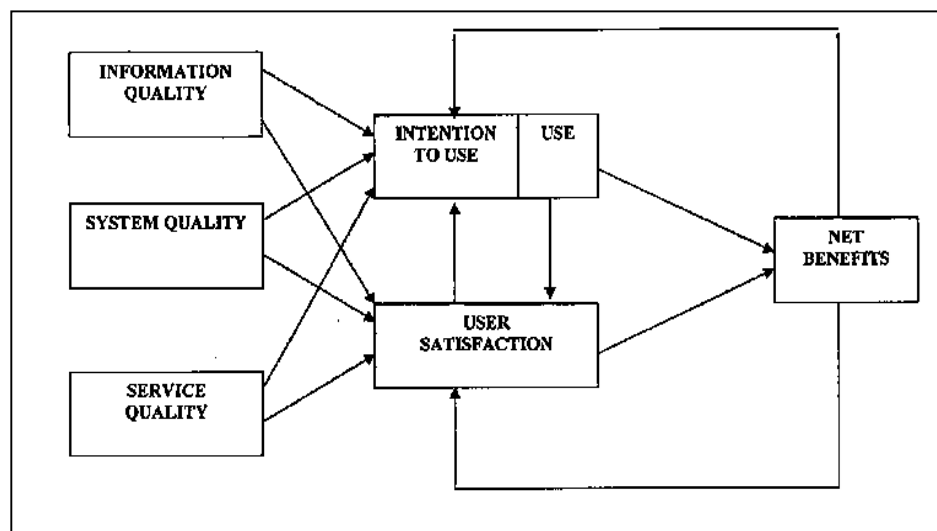 INFORMATION
QUALITY
INTENTION
TO USE
USE
SYSTEM QUALITY
NET
BENEFITS
USER
SATISFACTION
SERVICE
QUALITY